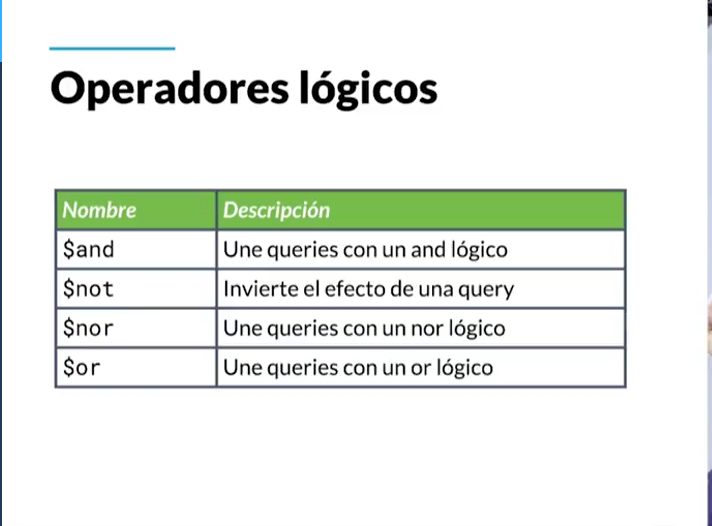 Operadores lógicos
Nombre Descripción
$and Une queries con un and lógico
$not Invierte el efecto de una query
$nor Une queries con un nor lógico
$or Une queries con un or lógico